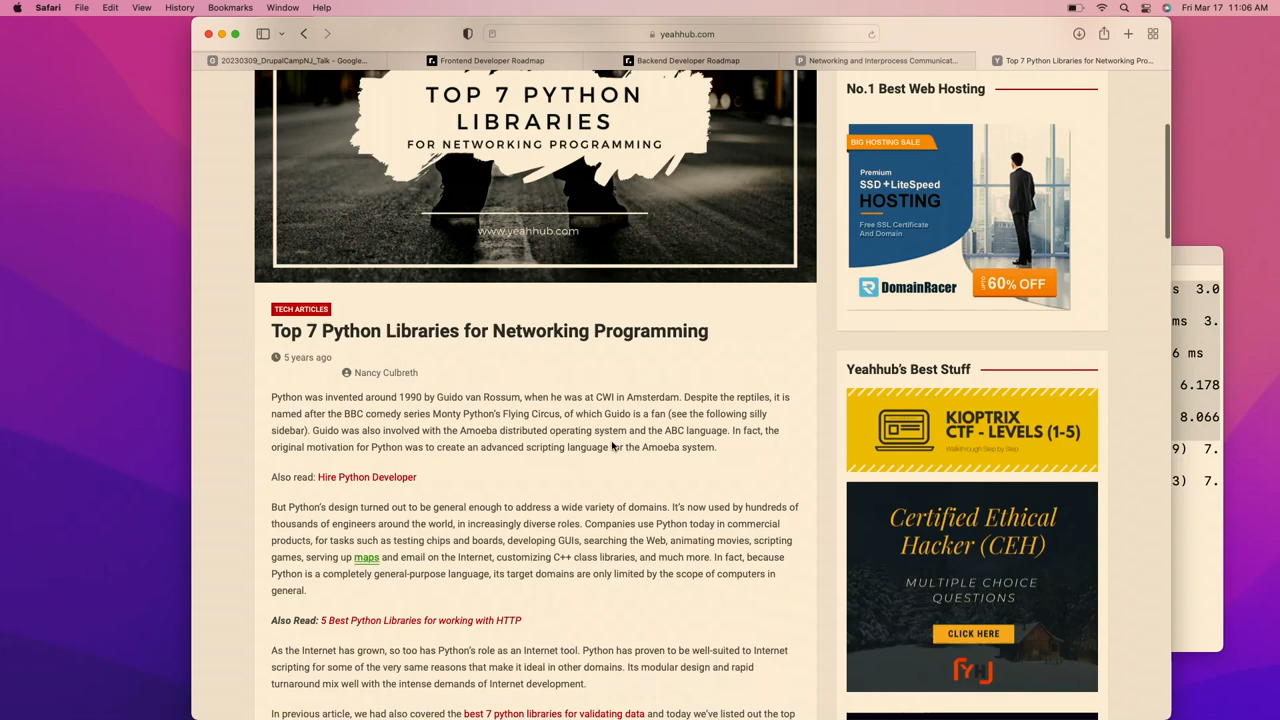 Safari File Edit View History Bookmarks Window Help Fri Mar 17 11:06 AM
yeahhub.com
20230309_DrupalCampNJ_Talk - Google... Frontend Developer Roadmap Backend Developer Roadmap Networking and Interprocess Communicat... Top 7 Python Libraries for Networking Pro...
TOP 7 PYTHON
LIBRARIES
FOR NETWORKING PROGRAMMING
www.yeahhub.com
TECH ARTICLES
Top 7 Python Libraries for Networking Programming
5 years ago
Nancy Culbreth
Python was invented around 1990 by Guido van Rossum, when he was at CWI in Amsterdam. Despite the reptiles, it is
named after the BBC comedy series Monty Python's Flying Circus, of which Guido is a fan (see the following silly
sidebar). Guido was also involved with the Amoeba distributed operating system and the ABC language. In fact, the
original motivation for Python was to create an advanced scripting language for the Amoeba system.
Also read: Hire Python Developer
But Python's design turned out to be general enough to address a wide variety of domains. It's now used by hundreds of
thousands of engineers around the world, in increasingly diverse roles. Companies use Python today in commercial
products, for tasks such as testing chips and boards, developing GUIs, searching the Web, animating movies, scripting
games, serving up maps and email on the Internet, customizing C++ class libraries, and much more. In fact, because
Python is a completely general-purpose language, its target domains are only limited by the scope of computers in
general.
Also Read: 5 Best Python Libraries for working with HTTP
As the Internet has grown, so too has Python's role as an Internet tool. Python has proven to be well-suited to Internet
scripting for some of the very same reasons that make it ideal in other domains. Its modular design and rapid
turnaround mix well with the intense demands of Internet development.
In previous article, we had also covered the best 7 python libraries for validating data and today we've listed out the top
No.1 Best Web Hosting
BIG HOSTING SALE
Premium
SSD+LiteSpeed
HOSTING
Free SSL Certificate
And Domain
DomainRacer
UPTO 60% OFF
Yeahhub's Best Stuff
KIOPTRIX
CTF - LEVELS (1-5)
Walkthrough Step by Step
Certified Ethical
Hacker (CEH)
MULTIPLE CHOICE
QUESTIONS
CLICK HERE
s 3.0
ms 3.
6 ms
6.178
8.066
9) 7.
3) 7.